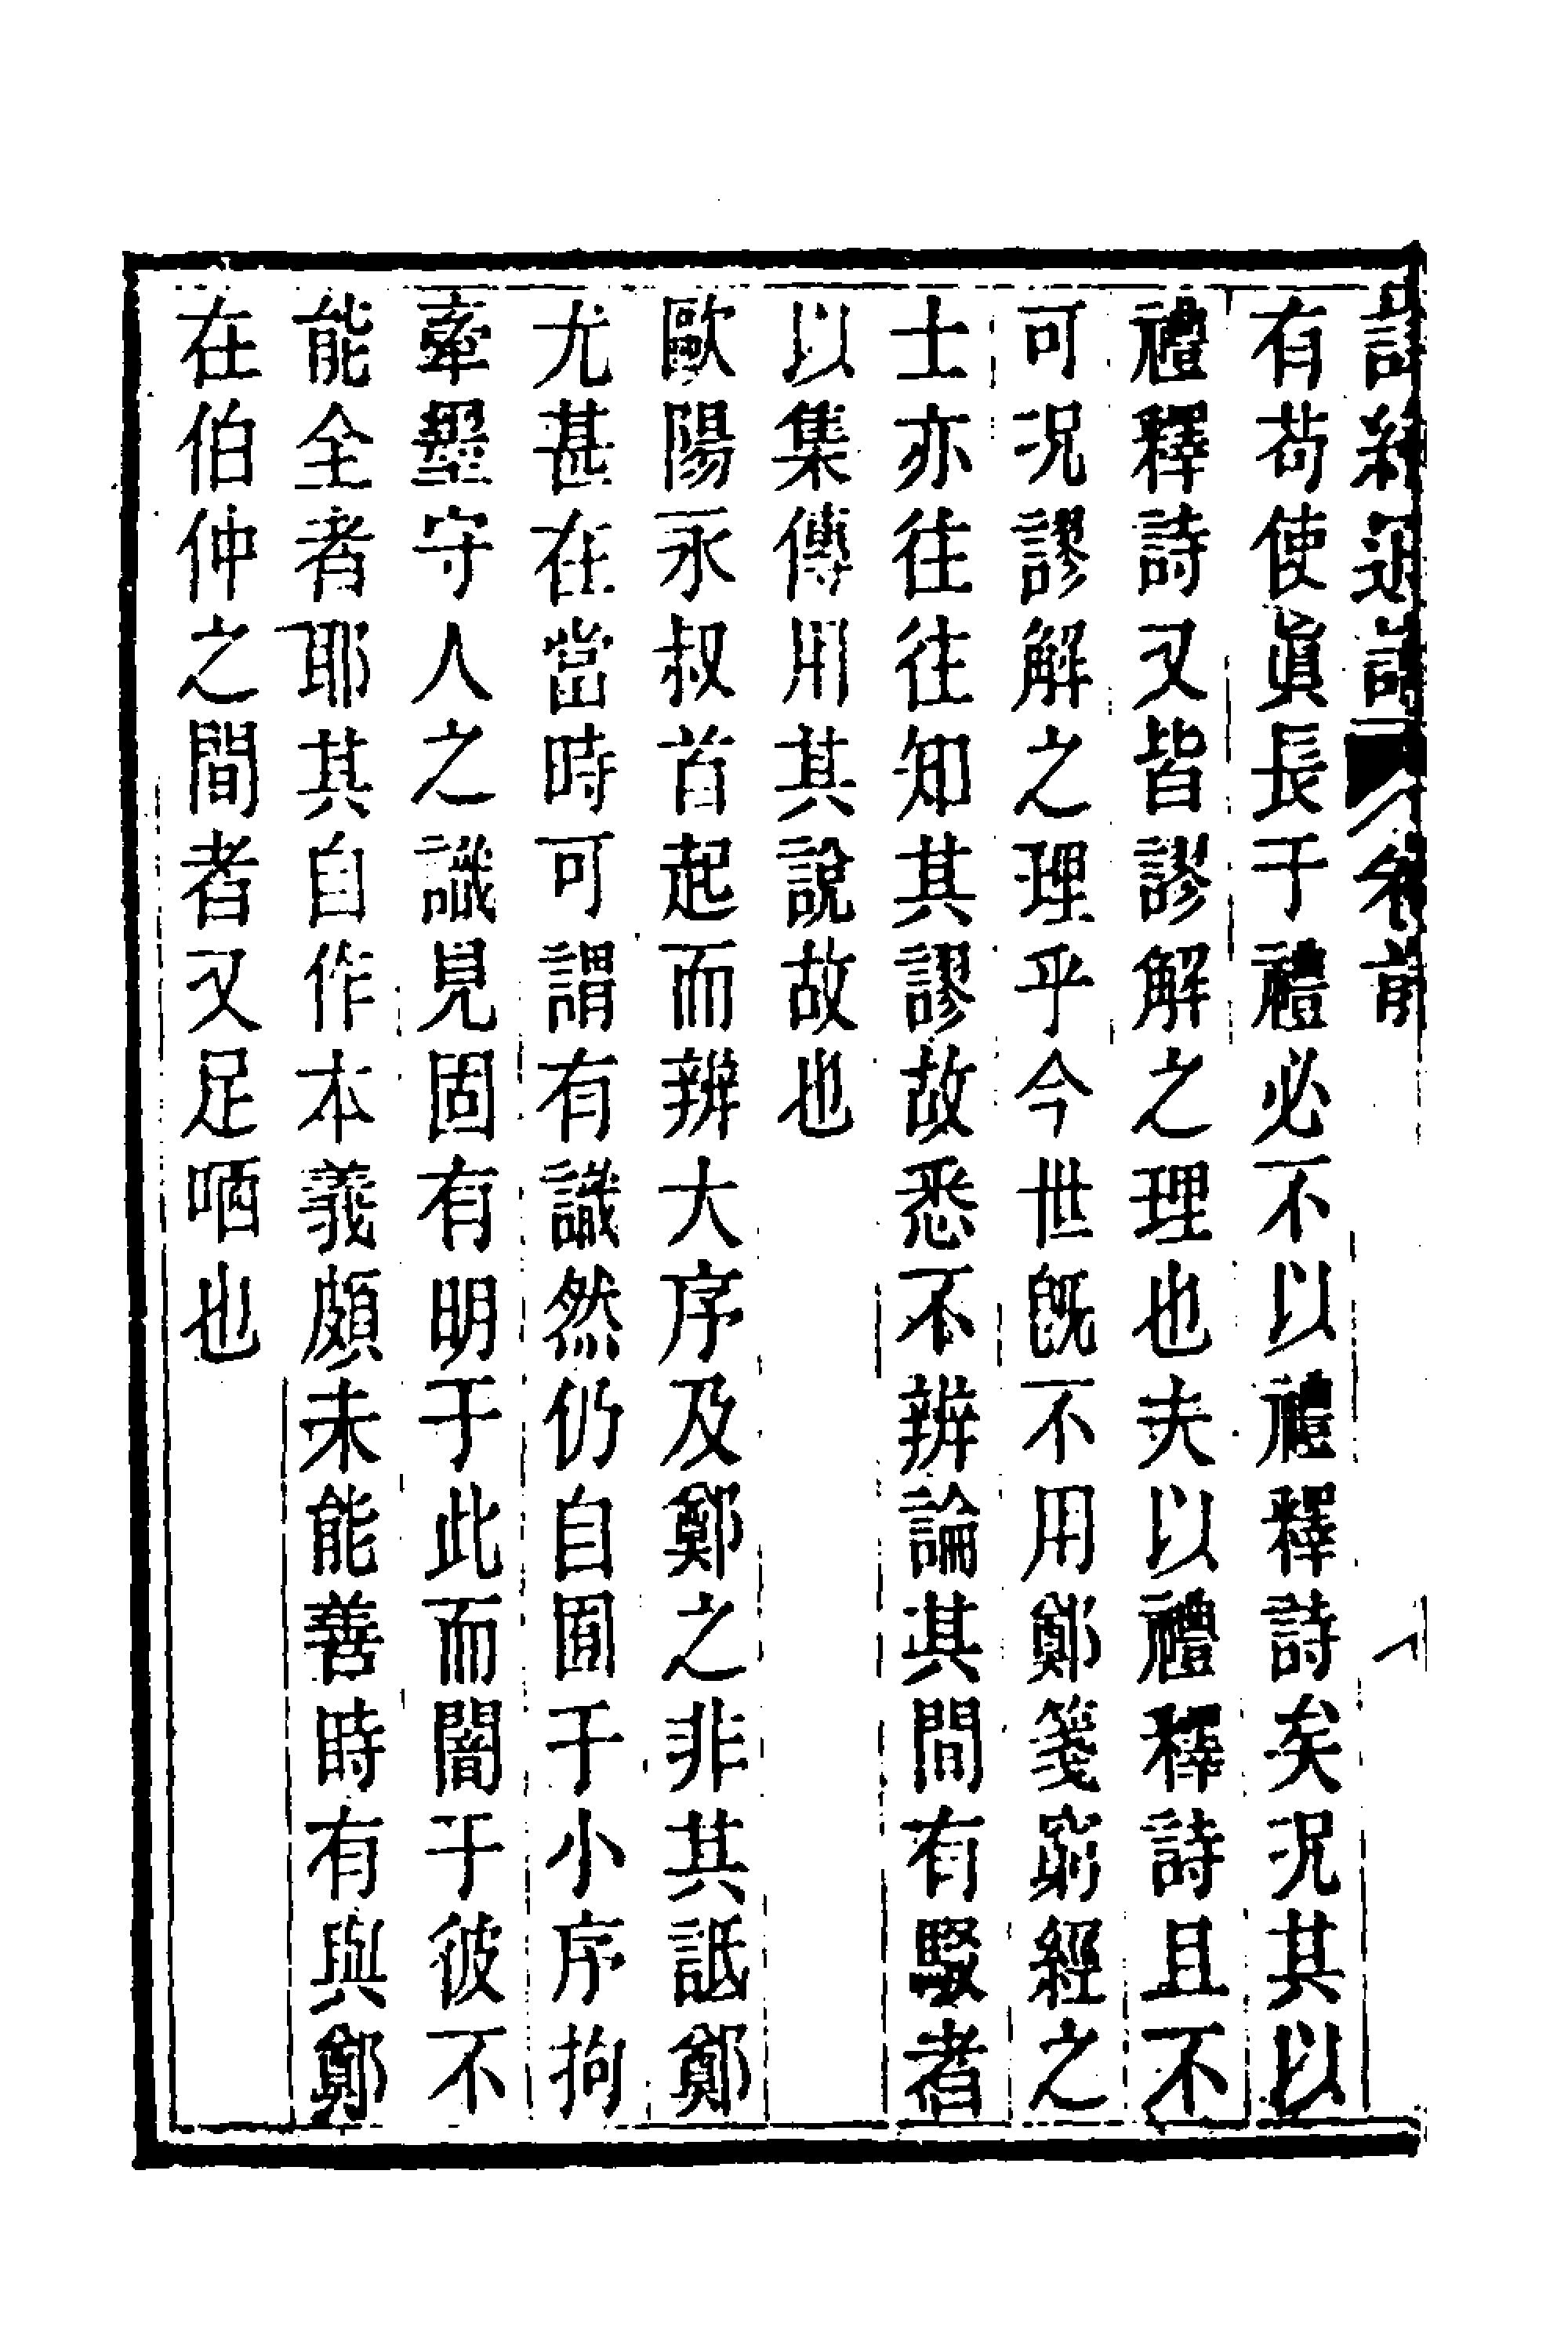 詩經通論 卷前
有苟使眞長于禮必不以禮釋詩矣況其以
禮釋詩又皆謬解之理也夫以禮釋詩且不
可況謬解之理乎今世旣不用鄭箋窮經之
士亦往往知其謬故悉不辨論其間有駁者
以集傳用其說故也
歐陽永叔首起而辨大序及鄭之非其詆鄭
尤甚在當時可謂有識然仍自囿于小序拘
牽墨守人之識見固有明于此而闇于彼不
能全者耶其自作本義頗未能善時有與鄭
在伯仲之間者又足哂也